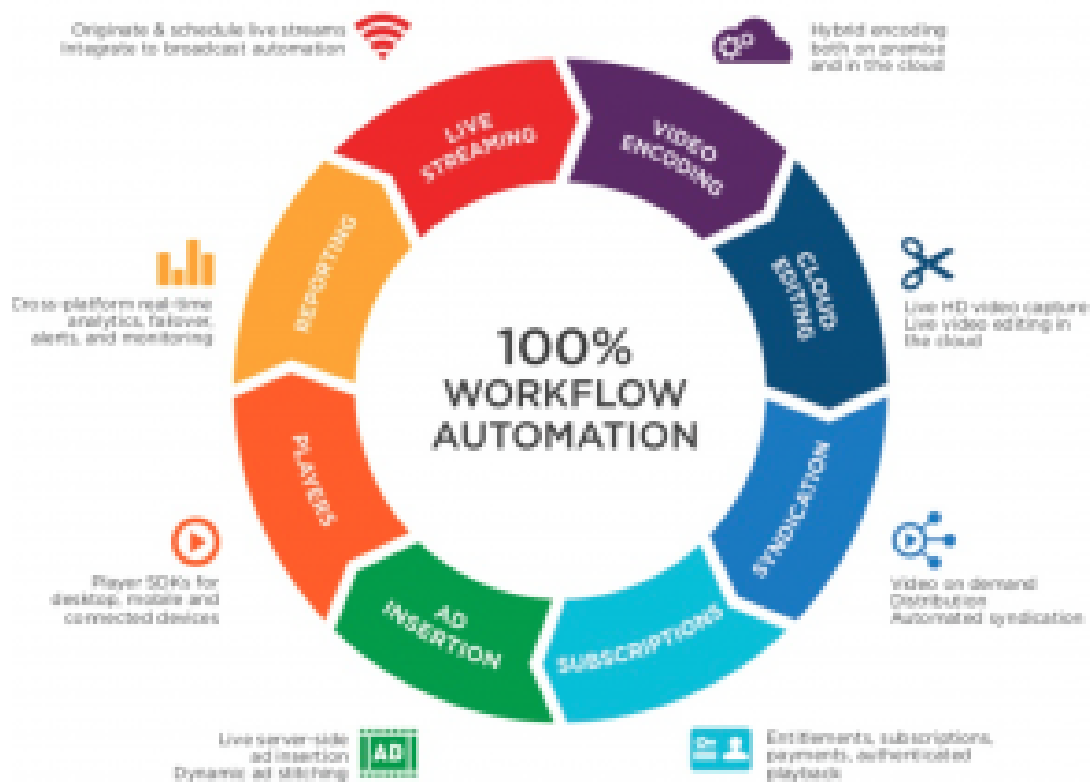 Originate & schedule live streams
Integrate to broadcast automation
Hybrid encoding
both on premise
and in the cloud
LIVE
STREAMING
VIDEO
ENCODING
REPORTING
CLOUD
EDITING
Cross-platform real-time
analytics, failover,
alerts, and monitoring
Live HD video capture
Live video editing in
the cloud
100%
WORKFLOW
AUTOMATION
PLAYERS
SYNDICATION
Player SDKs for
desktop, mobile and
connected devices
Video on demand
Distribution
Automated syndication
AD
INSERTION
SUBSCRIPTIONS
Live server-side
ad insertion
Dynamic ad stitching
AD
Entitlements, subscriptions,
payments, authenticated
playback